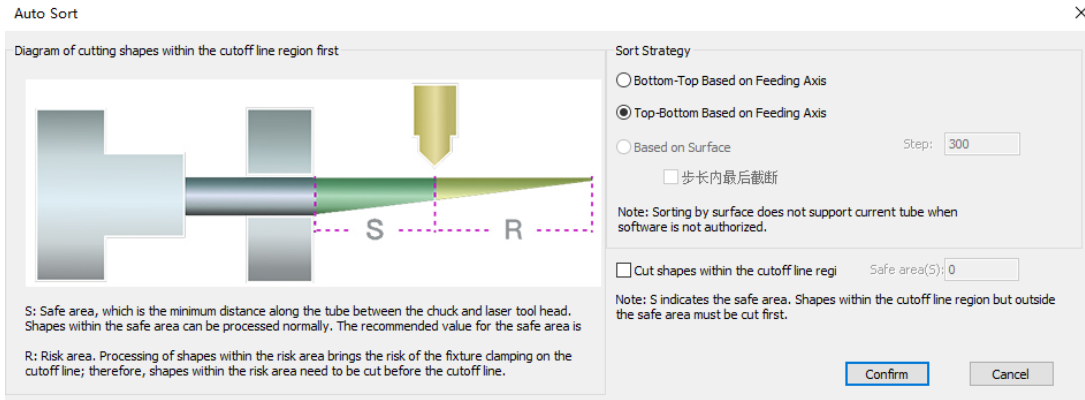 Auto Sort
Diagram of cutting shapes within the cutoff line region first
S
R
S: Safe area, which is the minimum distance along the tube between the chuck and laser tool head.
Shapes within the safe area can be processed normally. The recommended value for the safe area is
R: Risk area. Processing of shapes within the risk area brings the risk of the fixture clamping on the
cutoff line; therefore, shapes within the risk area need to be cut before the cutoff line.
Sort Strategy
Bottom-Top Based on Feeding Axis
Top-Bottom Based on Feeding Axis
Based on Surface Step: 300
步长内最后截断
Note: Sorting by surface does not support current tube when
software is not authorized.
Cut shapes within the cutoff line regi Safe area(S): 0
Note: S indicates the safe area. Shapes within the cutoff line region but outside
the safe area must be cut first.
Confirm Cancel